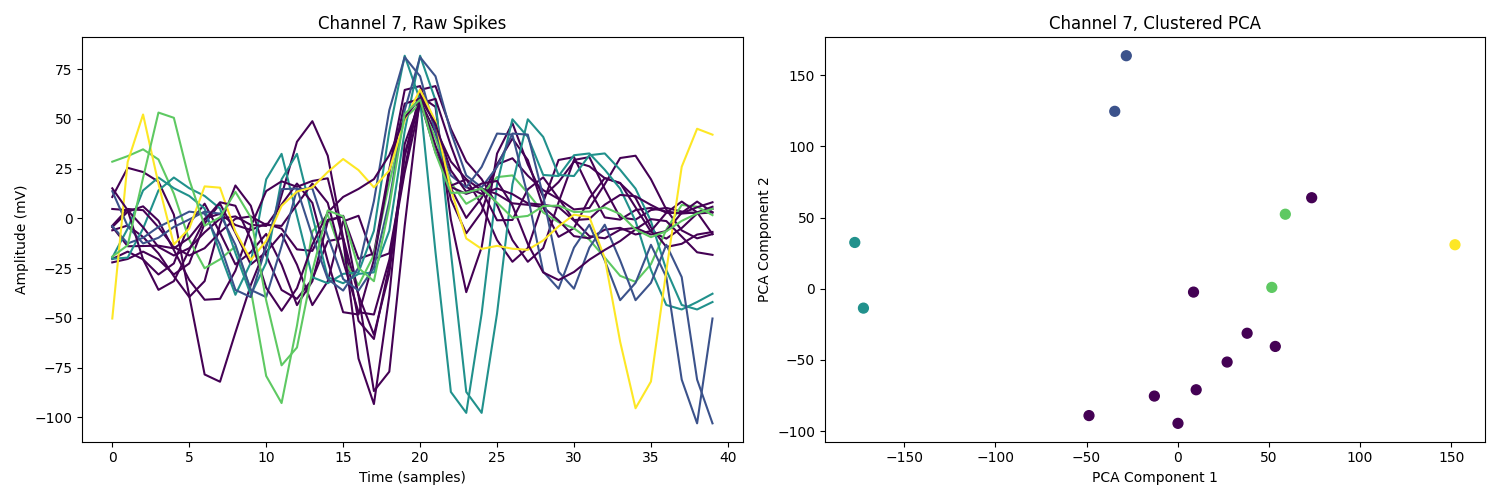 Channel 7, Raw Spikes
Amplitude (mV)
75
50
25
0
−25
−50
−75
−100
0 5 10 15 20 25 30 35 40
Time (samples)
Channel 7, Clustered PCA
PCA Component 2
150
100
50
0
−50
−100
−150 −100 −50 0 50 100 150
PCA Component 1